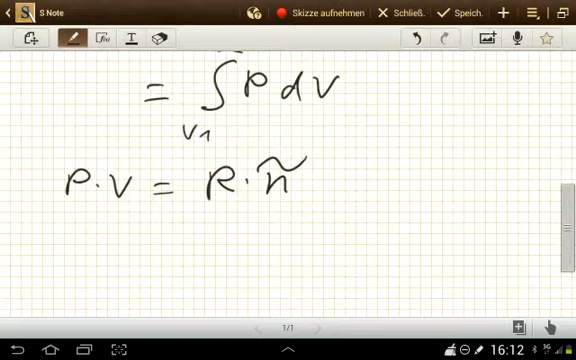 S Note
Skizze aufnehmen
Schließ.
Speich.
= ∫ P dV
V1
P · V = R · ñ
1/1
16:12